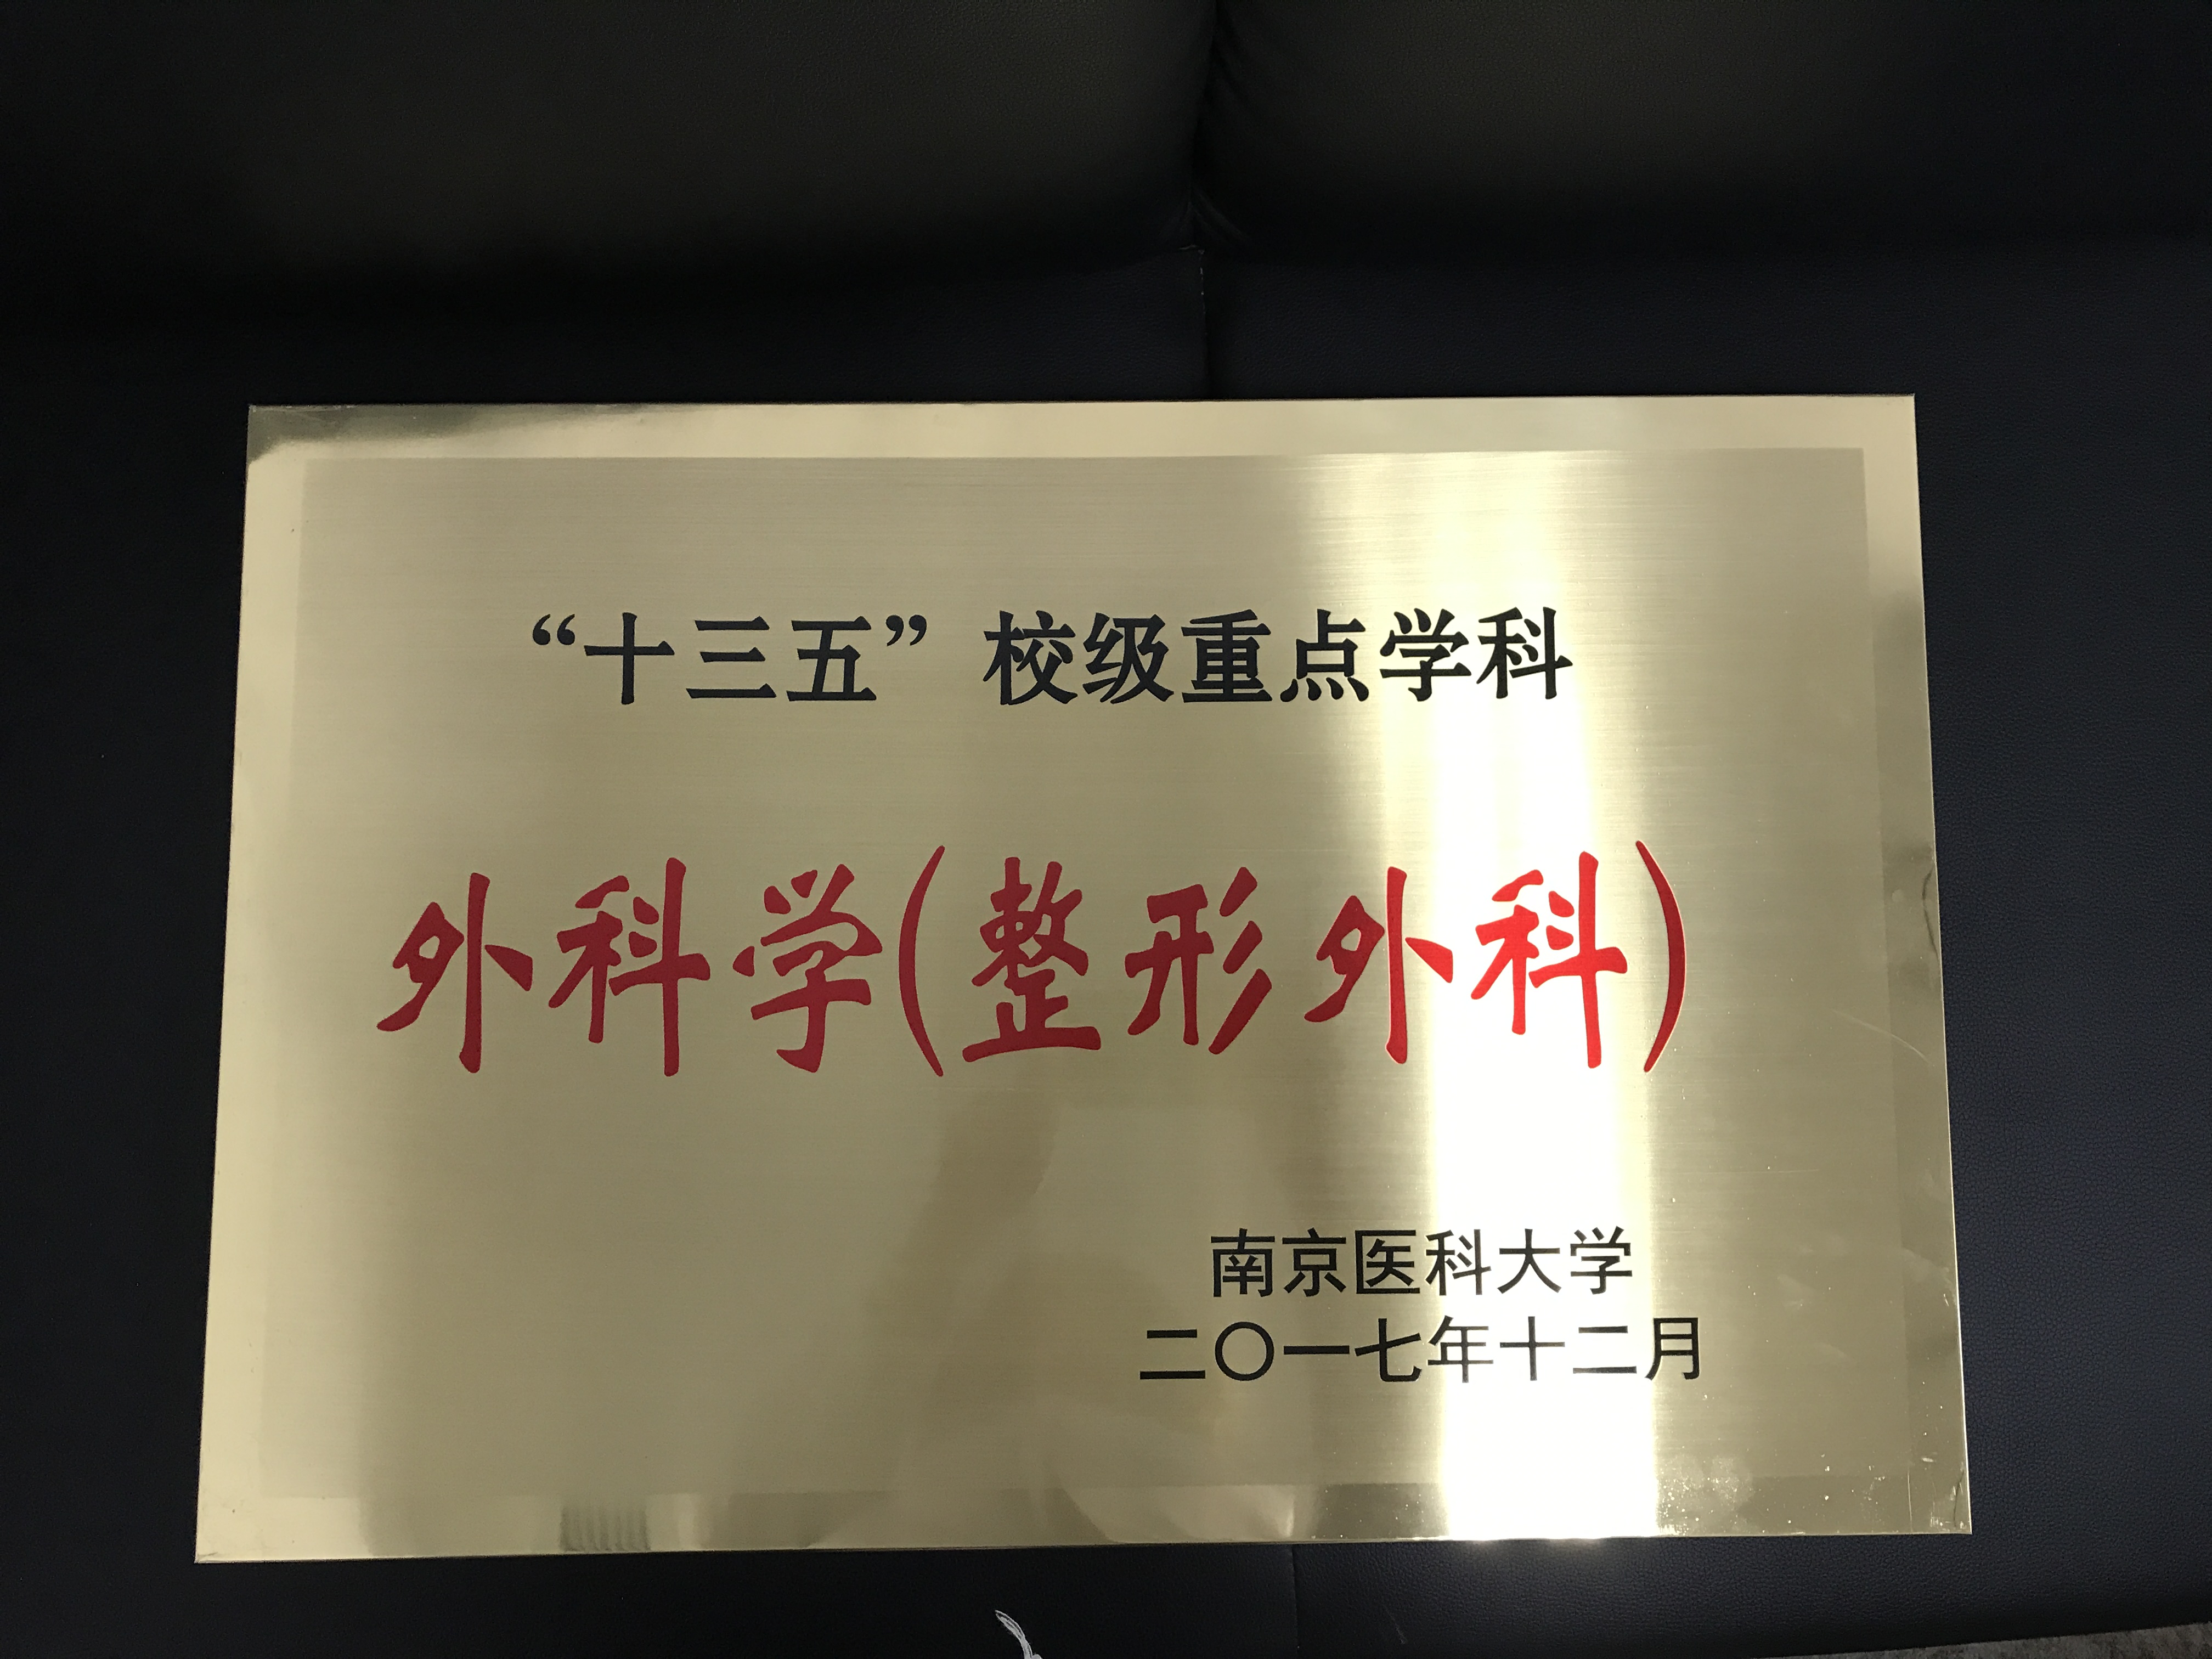 “十三五”校级重点学科
外科学(整形外科)
南京医科大学
二〇一七年十二月